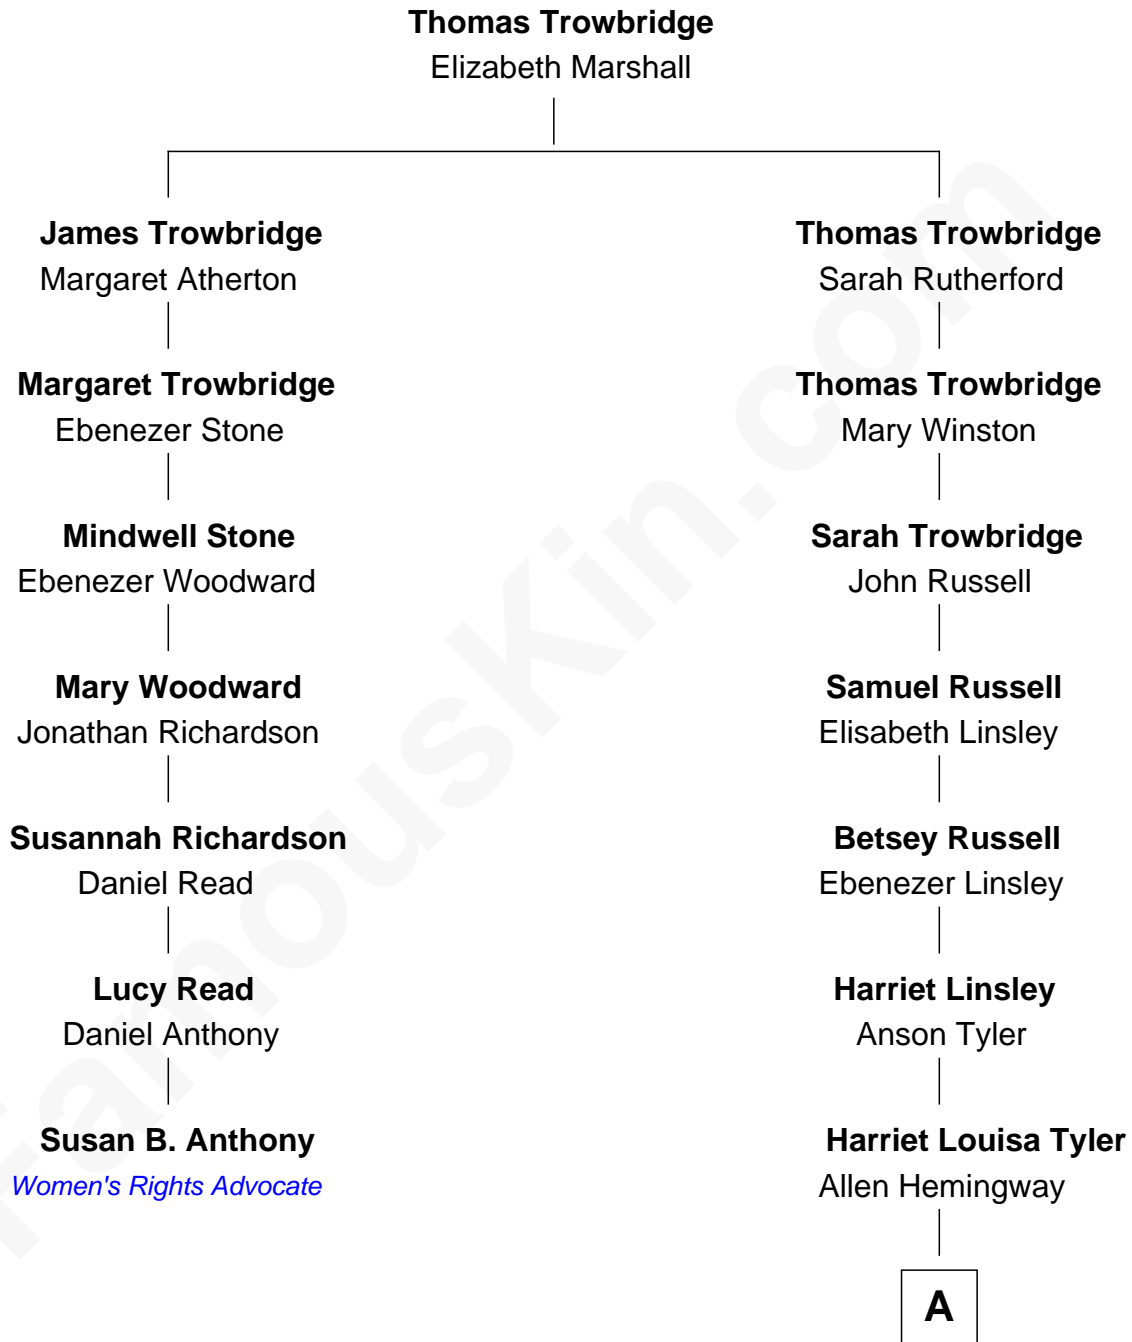 Thomas Trowbridge
Elizabeth Marshall
James Trowbridge
Margaret Atherton
Thomas Trowbridge
Sarah Rutherford
Margaret Trowbridge
Ebenezer Stone
Thomas Trowbridge
Mary Winston
Mindwell Stone
Ebenezer Woodward
Sarah Trowbridge
John Russell
Mary Woodward
Jonathan Richardson
Samuel Russell
Elisabeth Linsley
Susannah Richardson
Daniel Read
Betsey Russell
Ebenezer Linsley
Lucy Read
Daniel Anthony
Harriet Linsley
Anson Tyler
Susan B. Anthony
Women's Rights Advocate
Harriet Louisa Tyler
Allen Hemingway
A
FamousKin.com